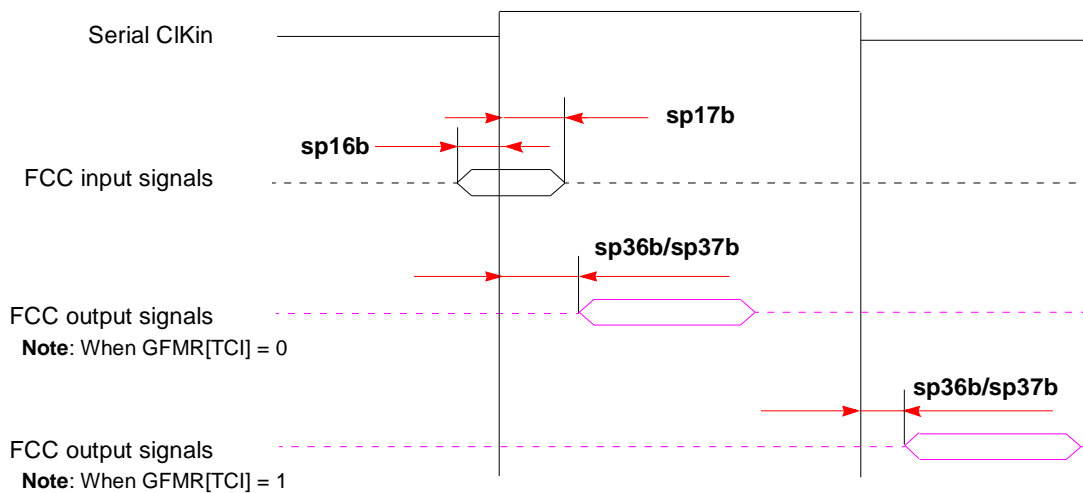 Serial ClKin
sp17b
sp16b
FCC input signals
sp36b/sp37b
FCC output signals
Note: When GFMR[TCI] = 0
sp36b/sp37b
FCC output signals
Note: When GFMR[TCI] = 1